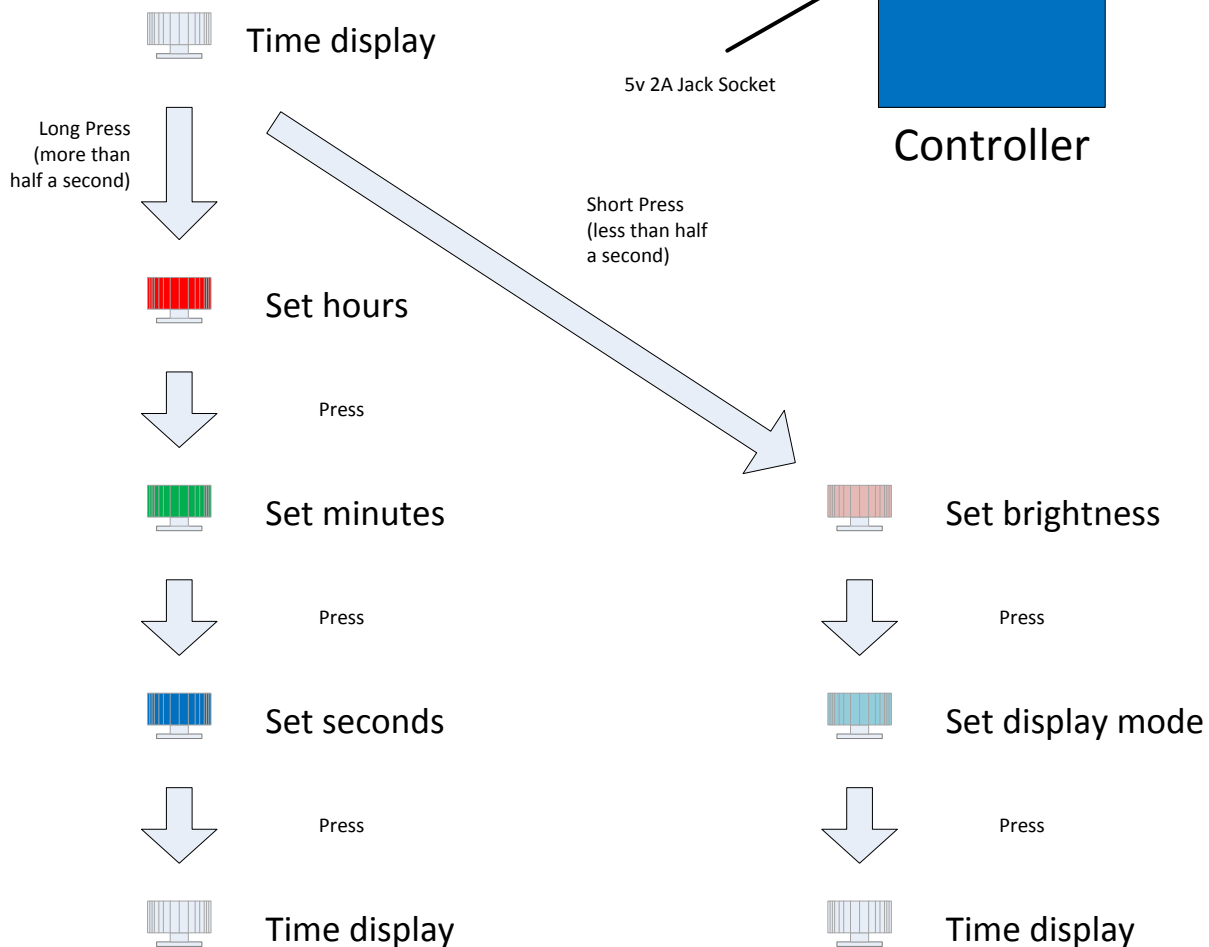 Time display
5v 2A Jack Socket
Controller
Long Press
(more than
half a second)
Short Press
(less than half
a second)
Set hours
Press
Set minutes
Set brightness
Press
Press
Set seconds
Set display mode
Press
Press
Time display
Time display